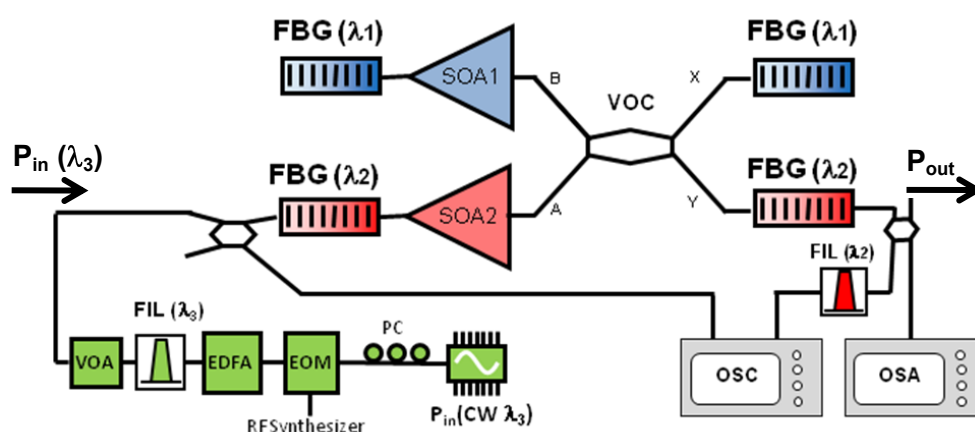 FBG (λ1)
FBG (λ1)
SOA1
B
X
VOC
Pin (λ3)
FBG (λ2)
FBG (λ2)
Pout
SOA2
A
Y
FIL (λ2)
FIL (λ3)
PC
VOA
EDFA
EOM
OSC
OSA
Pin(CW λ3)
RFSynthesizer